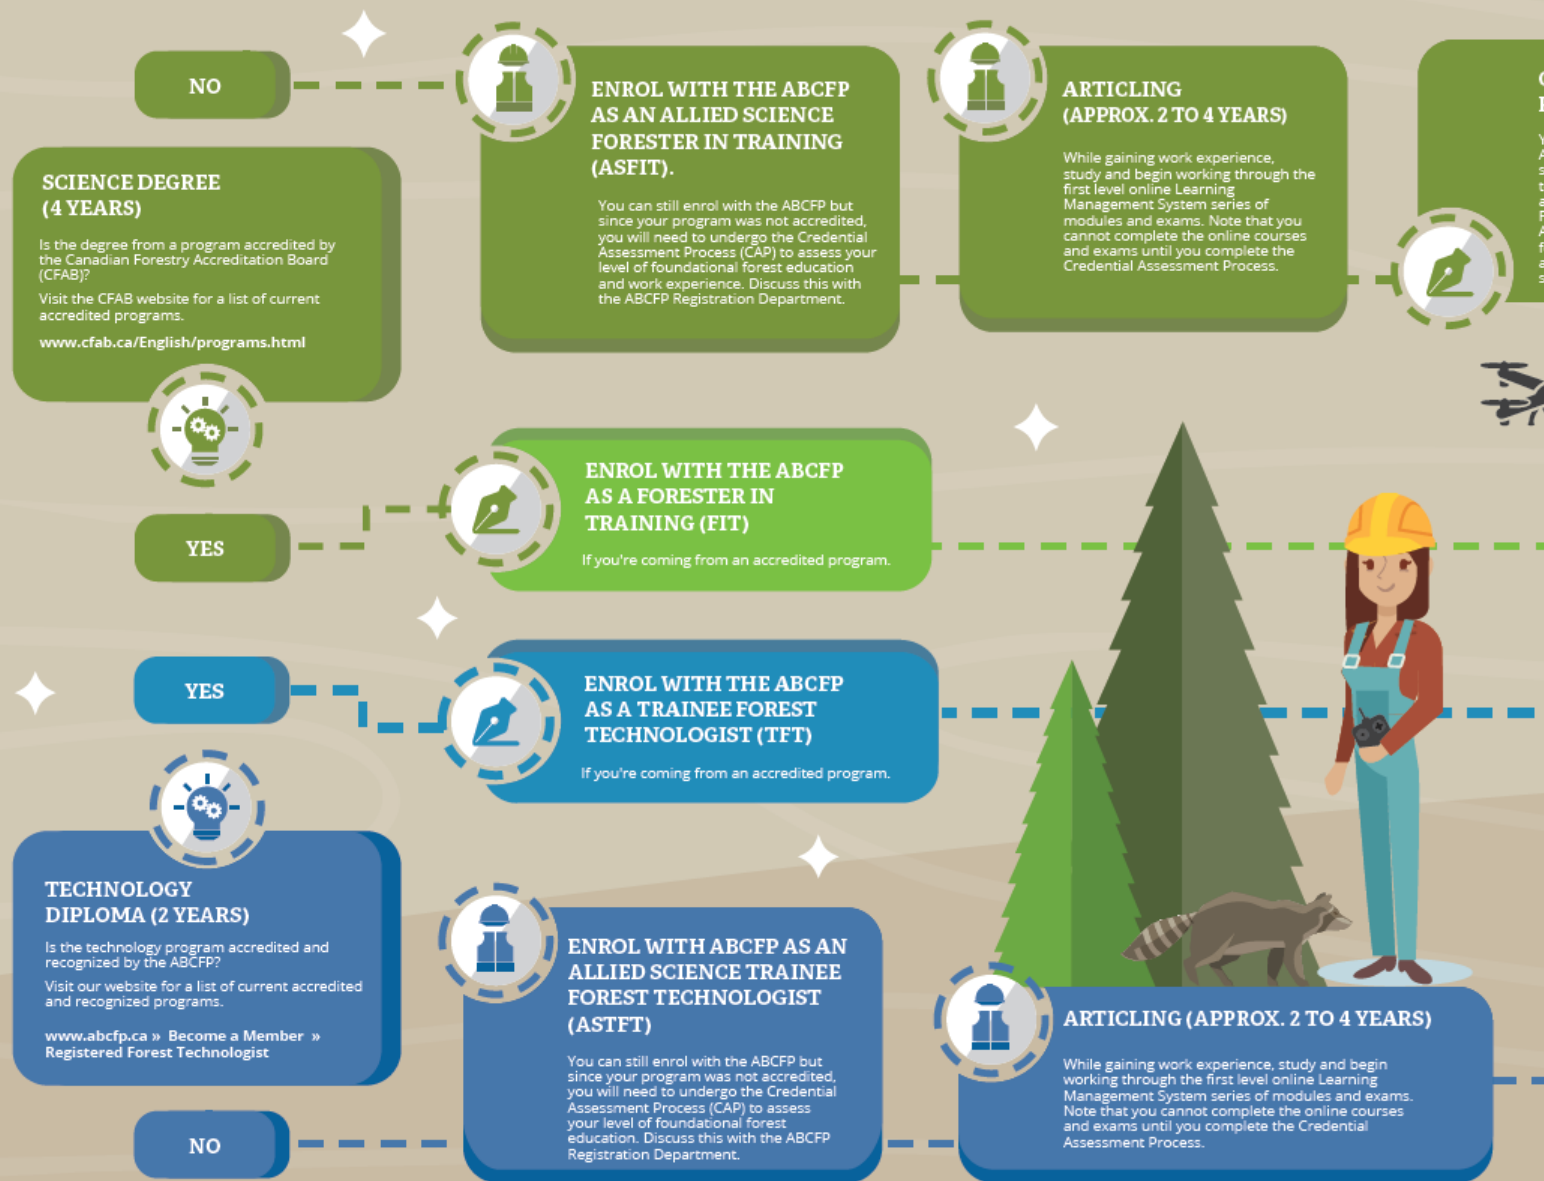 NO
SCIENCE DEGREE
(4 YEARS)
Is the degree from a program accredited by
the Canadian Forestry Accreditation Board
(CFAB)?
Visit the CFAB website for a list of current
accredited programs.
www.cfab.ca/English/programs.html
YES
ENROL WITH THE ABCFP
AS AN ALLIED SCIENCE
FORESTER IN TRAINING
(ASFIT).
You can still enrol with the ABCFP but
since your program was not accredited,
you will need to undergo the Credential
Assessment Process (CAP) to assess your
level of foundational forest education
and work experience. Discuss this with
the ABCFP Registration Department.
ARTICLING
(APPROX. 2 TO 4 YEARS)
While gaining work experience,
study and begin working through the
first level online Learning
Management System series of
modules and exams. Note that you
cannot complete the online courses
and exams until you complete the
Credential Assessment Process.
ENROL WITH THE ABCFP
AS A FORESTER IN
TRAINING (FIT)
If you're coming from an accredited program.
YES
ENROL WITH THE ABCFP
AS A TRAINEE FOREST
TECHNOLOGIST (TFT)
If you're coming from an accredited program.
TECHNOLOGY
DIPLOMA (2 YEARS)
Is the technology program accredited and
recognized by the ABCFP?
Visit our website for a list of current accredited
and recognized programs.
www.abcfp.ca » Become a Member »
Registered Forest Technologist
NO
ENROL WITH ABCFP AS AN
ALLIED SCIENCE TRAINEE
FOREST TECHNOLOGIST
(ASTFT)
You can still enrol with the ABCFP but
since your program was not accredited,
you will need to undergo the Credential
Assessment Process (CAP) to assess
your level of foundational forest
education. Discuss this with the ABCFP
Registration Department.
ARTICLING (APPROX. 2 TO 4 YEARS)
While gaining work experience, study and begin
working through the first level online Learning
Management System series of modules and exams.
Note that you cannot complete the online courses
and exams until you complete the Credential
Assessment Process.